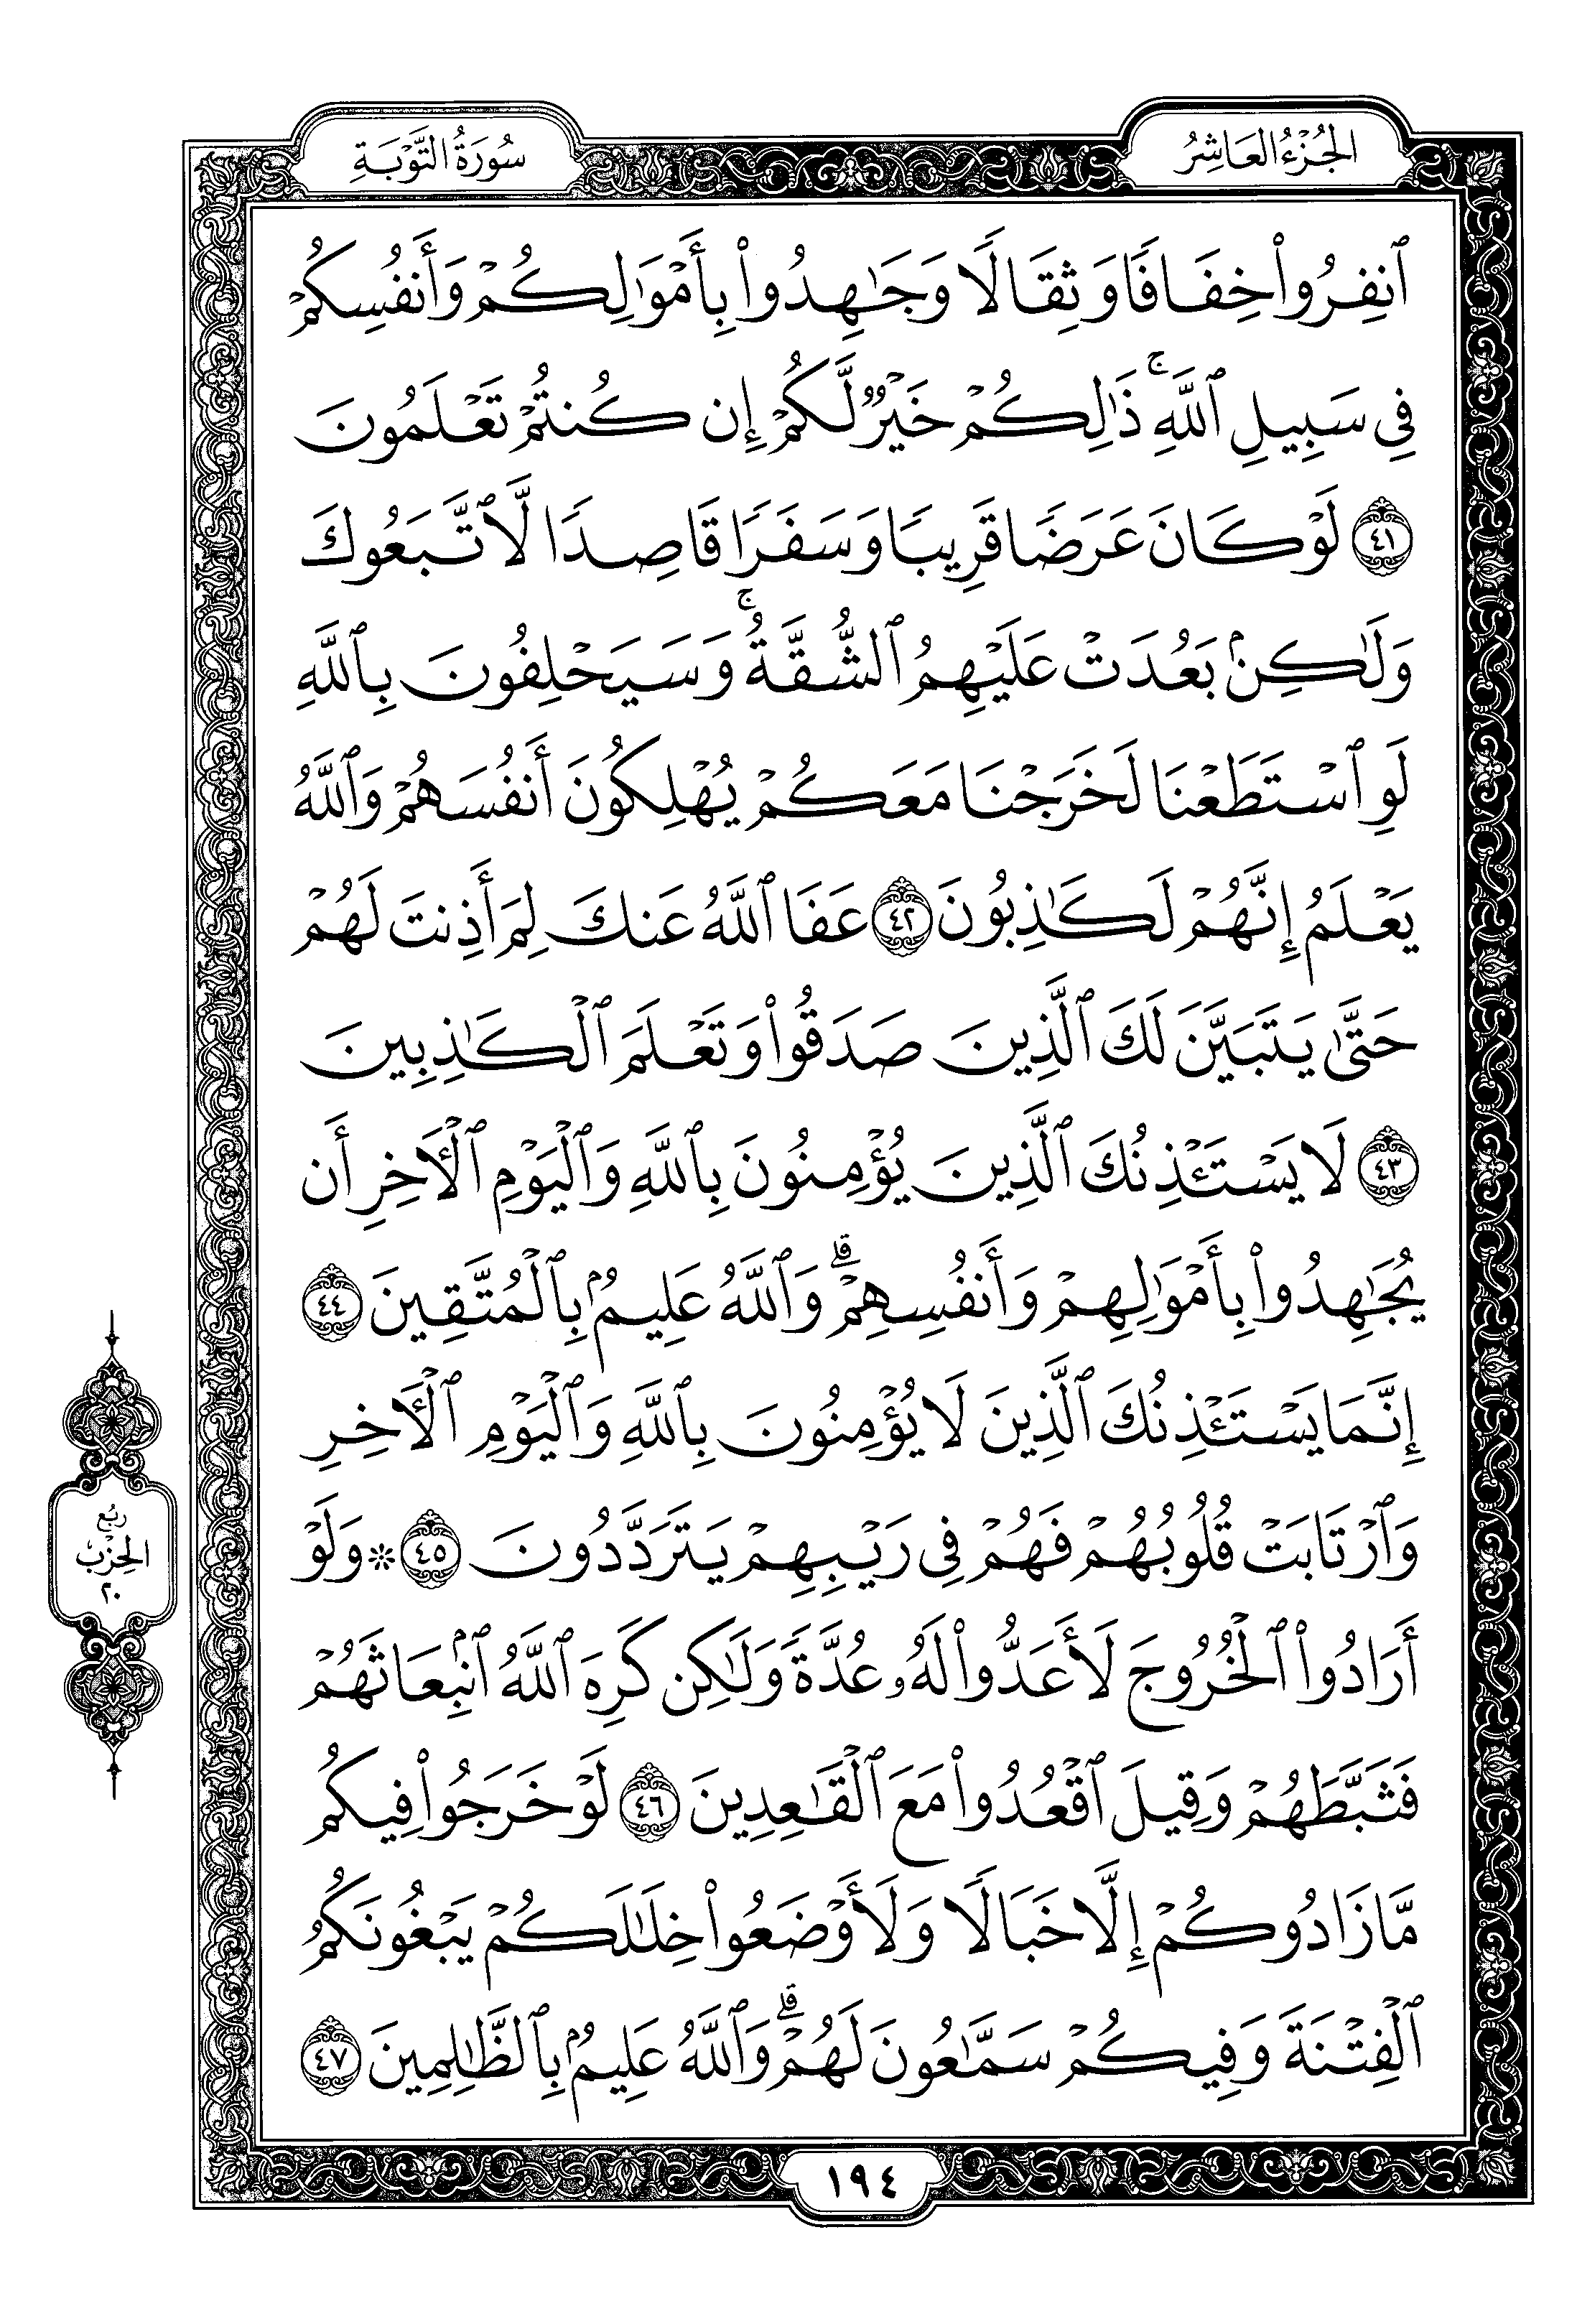 الجُزْءُ العَاشِرُ
سُورَةُ التَّوْبَةِ
ٱنفِرُوا۟ خِفَافًا وَثِقَالًا وَجَٰهِدُوا۟ بِأَمْوَٰلِكُمْ وَأَنفُسِكُمْ
فِى سَبِيلِ ٱللَّهِ ۚ ذَٰلِكُمْ خَيْرٌ لَّكُمْ إِن كُنتُمْ تَعْلَمُونَ
٤١ لَوْ كَانَ عَرَضًا قَرِيبًا وَسَفَرًا قَاصِدًا لَّٱتَّبَعُوكَ
وَلَٰكِنۢ بَعُدَتْ عَلَيْهِمُ ٱلشُّقَّةُ ۚ وَسَيَحْلِفُونَ بِٱللَّهِ
لَوِ ٱسْتَطَعْنَا لَخَرَجْنَا مَعَكُمْ يُهْلِكُونَ أَنفُسَهُمْ وَٱللَّهُ
يَعْلَمُ إِنَّهُمْ لَكَٰذِبُونَ ٤٢ عَفَا ٱللَّهُ عَنكَ لِمَ أَذِنتَ لَهُمْ
حَتَّىٰ يَتَبَيَّنَ لَكَ ٱلَّذِينَ صَدَقُوا۟ وَتَعْلَمَ ٱلْكَٰذِبِينَ
٤٣ لَا يَسْتَـْٔذِنُكَ ٱلَّذِينَ يُؤْمِنُونَ بِٱللَّهِ وَٱلْيَوْمِ ٱلْـَٔاخِرِ أَن
يُجَٰهِدُوا۟ بِأَمْوَٰلِهِمْ وَأَنفُسِهِمْ ۗ وَٱللَّهُ عَلِيمٌۢ بِٱلْمُتَّقِينَ ٤٤
إِنَّمَا يَسْتَـْٔذِنُكَ ٱلَّذِينَ لَا يُؤْمِنُونَ بِٱللَّهِ وَٱلْيَوْمِ ٱلْـَٔاخِرِ
وَٱرْتَابَتْ قُلُوبُهُمْ فَهُمْ فِى رَيْبِهِمْ يَتَرَدَّدُونَ ٤٥ * وَلَوْ
أَرَادُوا۟ ٱلْخُرُوجَ لَأَعَدُّوا۟ لَهُۥ عُدَّةً وَلَٰكِن كَرِهَ ٱللَّهُ ٱنۢبِعَاثَهُمْ
فَثَبَّطَهُمْ وَقِيلَ ٱقْعُدُوا۟ مَعَ ٱلْقَٰعِدِينَ ٤٦ لَوْ خَرَجُوا۟ فِيكُم
مَّا زَادُوكُمْ إِلَّا خَبَالًا وَلَأَوْضَعُوا۟ خِلَٰلَكُمْ يَبْغُونَكُمُ
ٱلْفِتْنَةَ وَفِيكُمْ سَمَّٰعُونَ لَهُمْ ۗ وَٱللَّهُ عَلِيمٌۢ بِٱلظَّٰلِمِينَ ٤٧
رُبُع
الحِزْب
٢٠
١٩٤